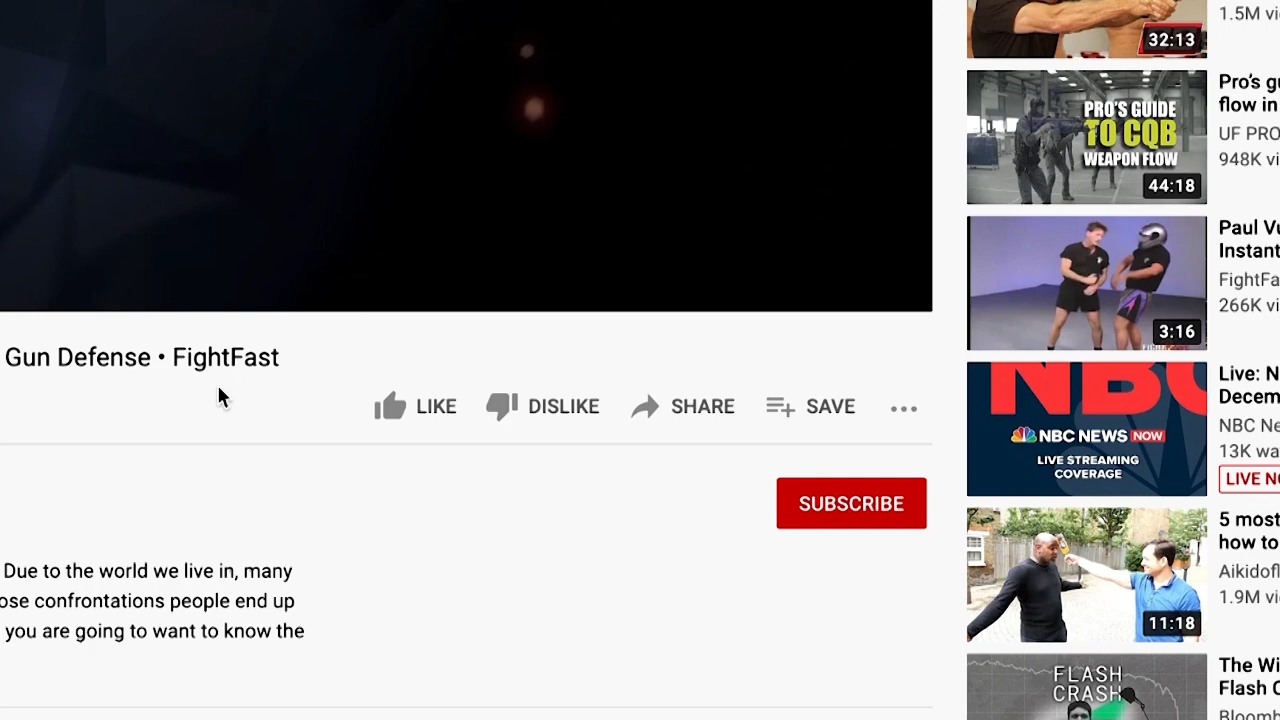 Gun Defense • FightFast
LIKE
DISLIKE
SHARE
SAVE
SUBSCRIBE
Due to the world we live in, many
ose confrontations people end up
you are going to want to know the
1.5M vi
32:13
PRO'S GUIDE
TO CQB
WEAPON FLOW
44:18
Pro's gu
flow in
UF PRO
948K vi
3:16
Paul Vu
Instant
FightFa
266K vi
NBC
NBC NEWS NOW
LIVE STREAMING
COVERAGE
Live: N
Decem
NBC Ne
13K wa
LIVE NO
11:18
5 most
how to
Aikidofl
1.9M vi
FLASH
CRASH
The Wi
Flash C
Bloomb